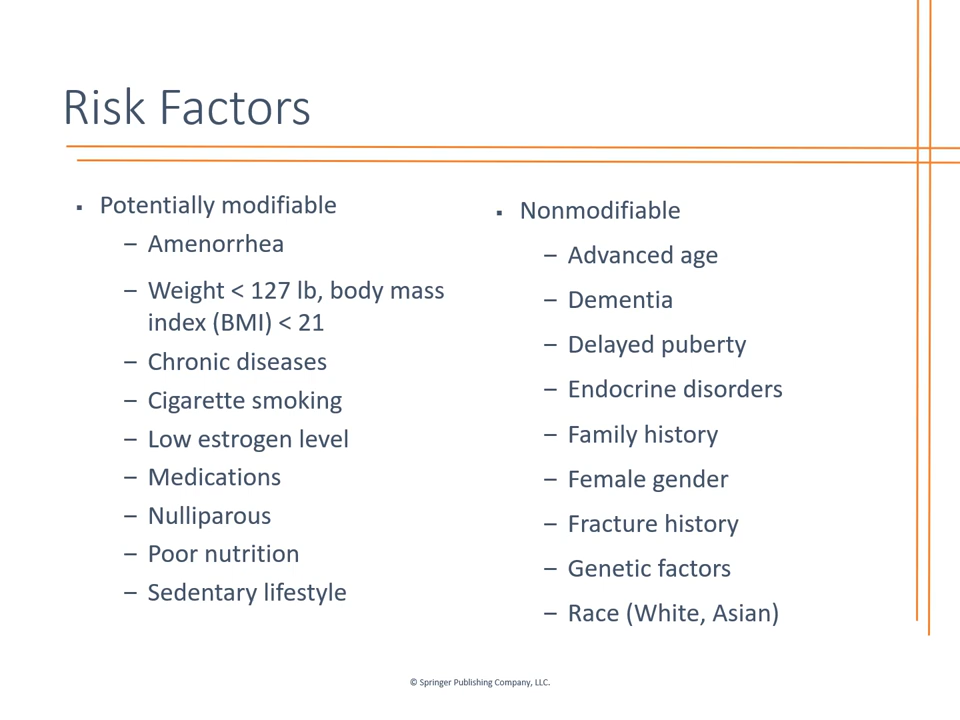 Risk Factors
▪ Potentially modifiable
– Amenorrhea
– Weight < 127 lb, body mass
index (BMI) < 21
– Chronic diseases
– Cigarette smoking
– Low estrogen level
– Medications
– Nulliparous
– Poor nutrition
– Sedentary lifestyle
▪ Nonmodifiable
– Advanced age
– Dementia
– Delayed puberty
– Endocrine disorders
– Family history
– Female gender
– Fracture history
– Genetic factors
– Race (White, Asian)
© Springer Publishing Company, LLC.